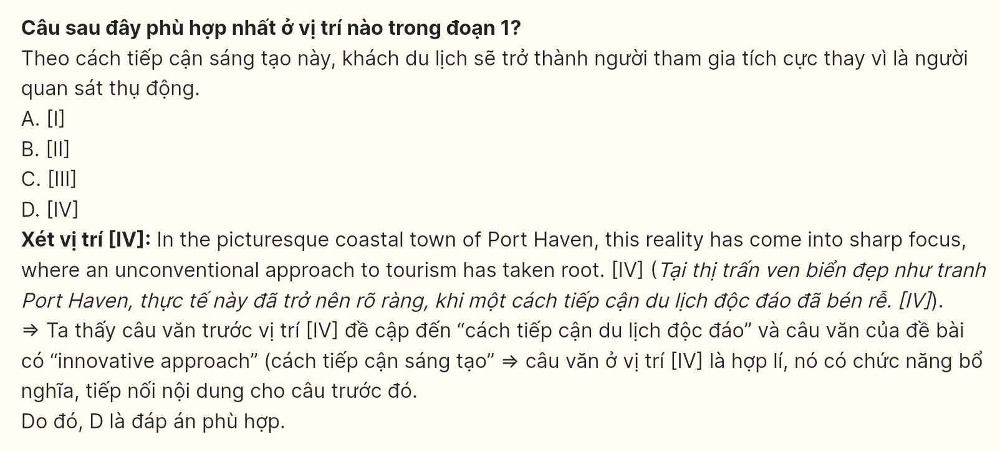 Câu sau đây phù hợp nhất ở vị trí nào trong đoạn 1?
Theo cách tiếp cận sáng tạo này, khách du lịch sẽ trở thành người tham gia tích cực thay vì là người
quan sát thụ động.
A. [I]
B. [II]
C. [III]
D. [IV]
Xét vị trí [IV]: In the picturesque coastal town of Port Haven, this reality has come into sharp focus,
where an unconventional approach to tourism has taken root. [IV] (Tại thị trấn ven biển đẹp như tranh
Port Haven, thực tế này đã trở nên rõ ràng, khi một cách tiếp cận du lịch độc đáo đã bén rễ. [IV]).
⇒ Ta thấy câu văn trước vị trí [IV] đề cập đến “cách tiếp cận du lịch độc đáo” và câu văn của đề bài
có “innovative approach” (cách tiếp cận sáng tạo” ⇒ câu văn ở vị trí [IV] là hợp lí, nó có chức năng bổ
nghĩa, tiếp nối nội dung cho câu trước đó.
Do đó, D là đáp án phù hợp.